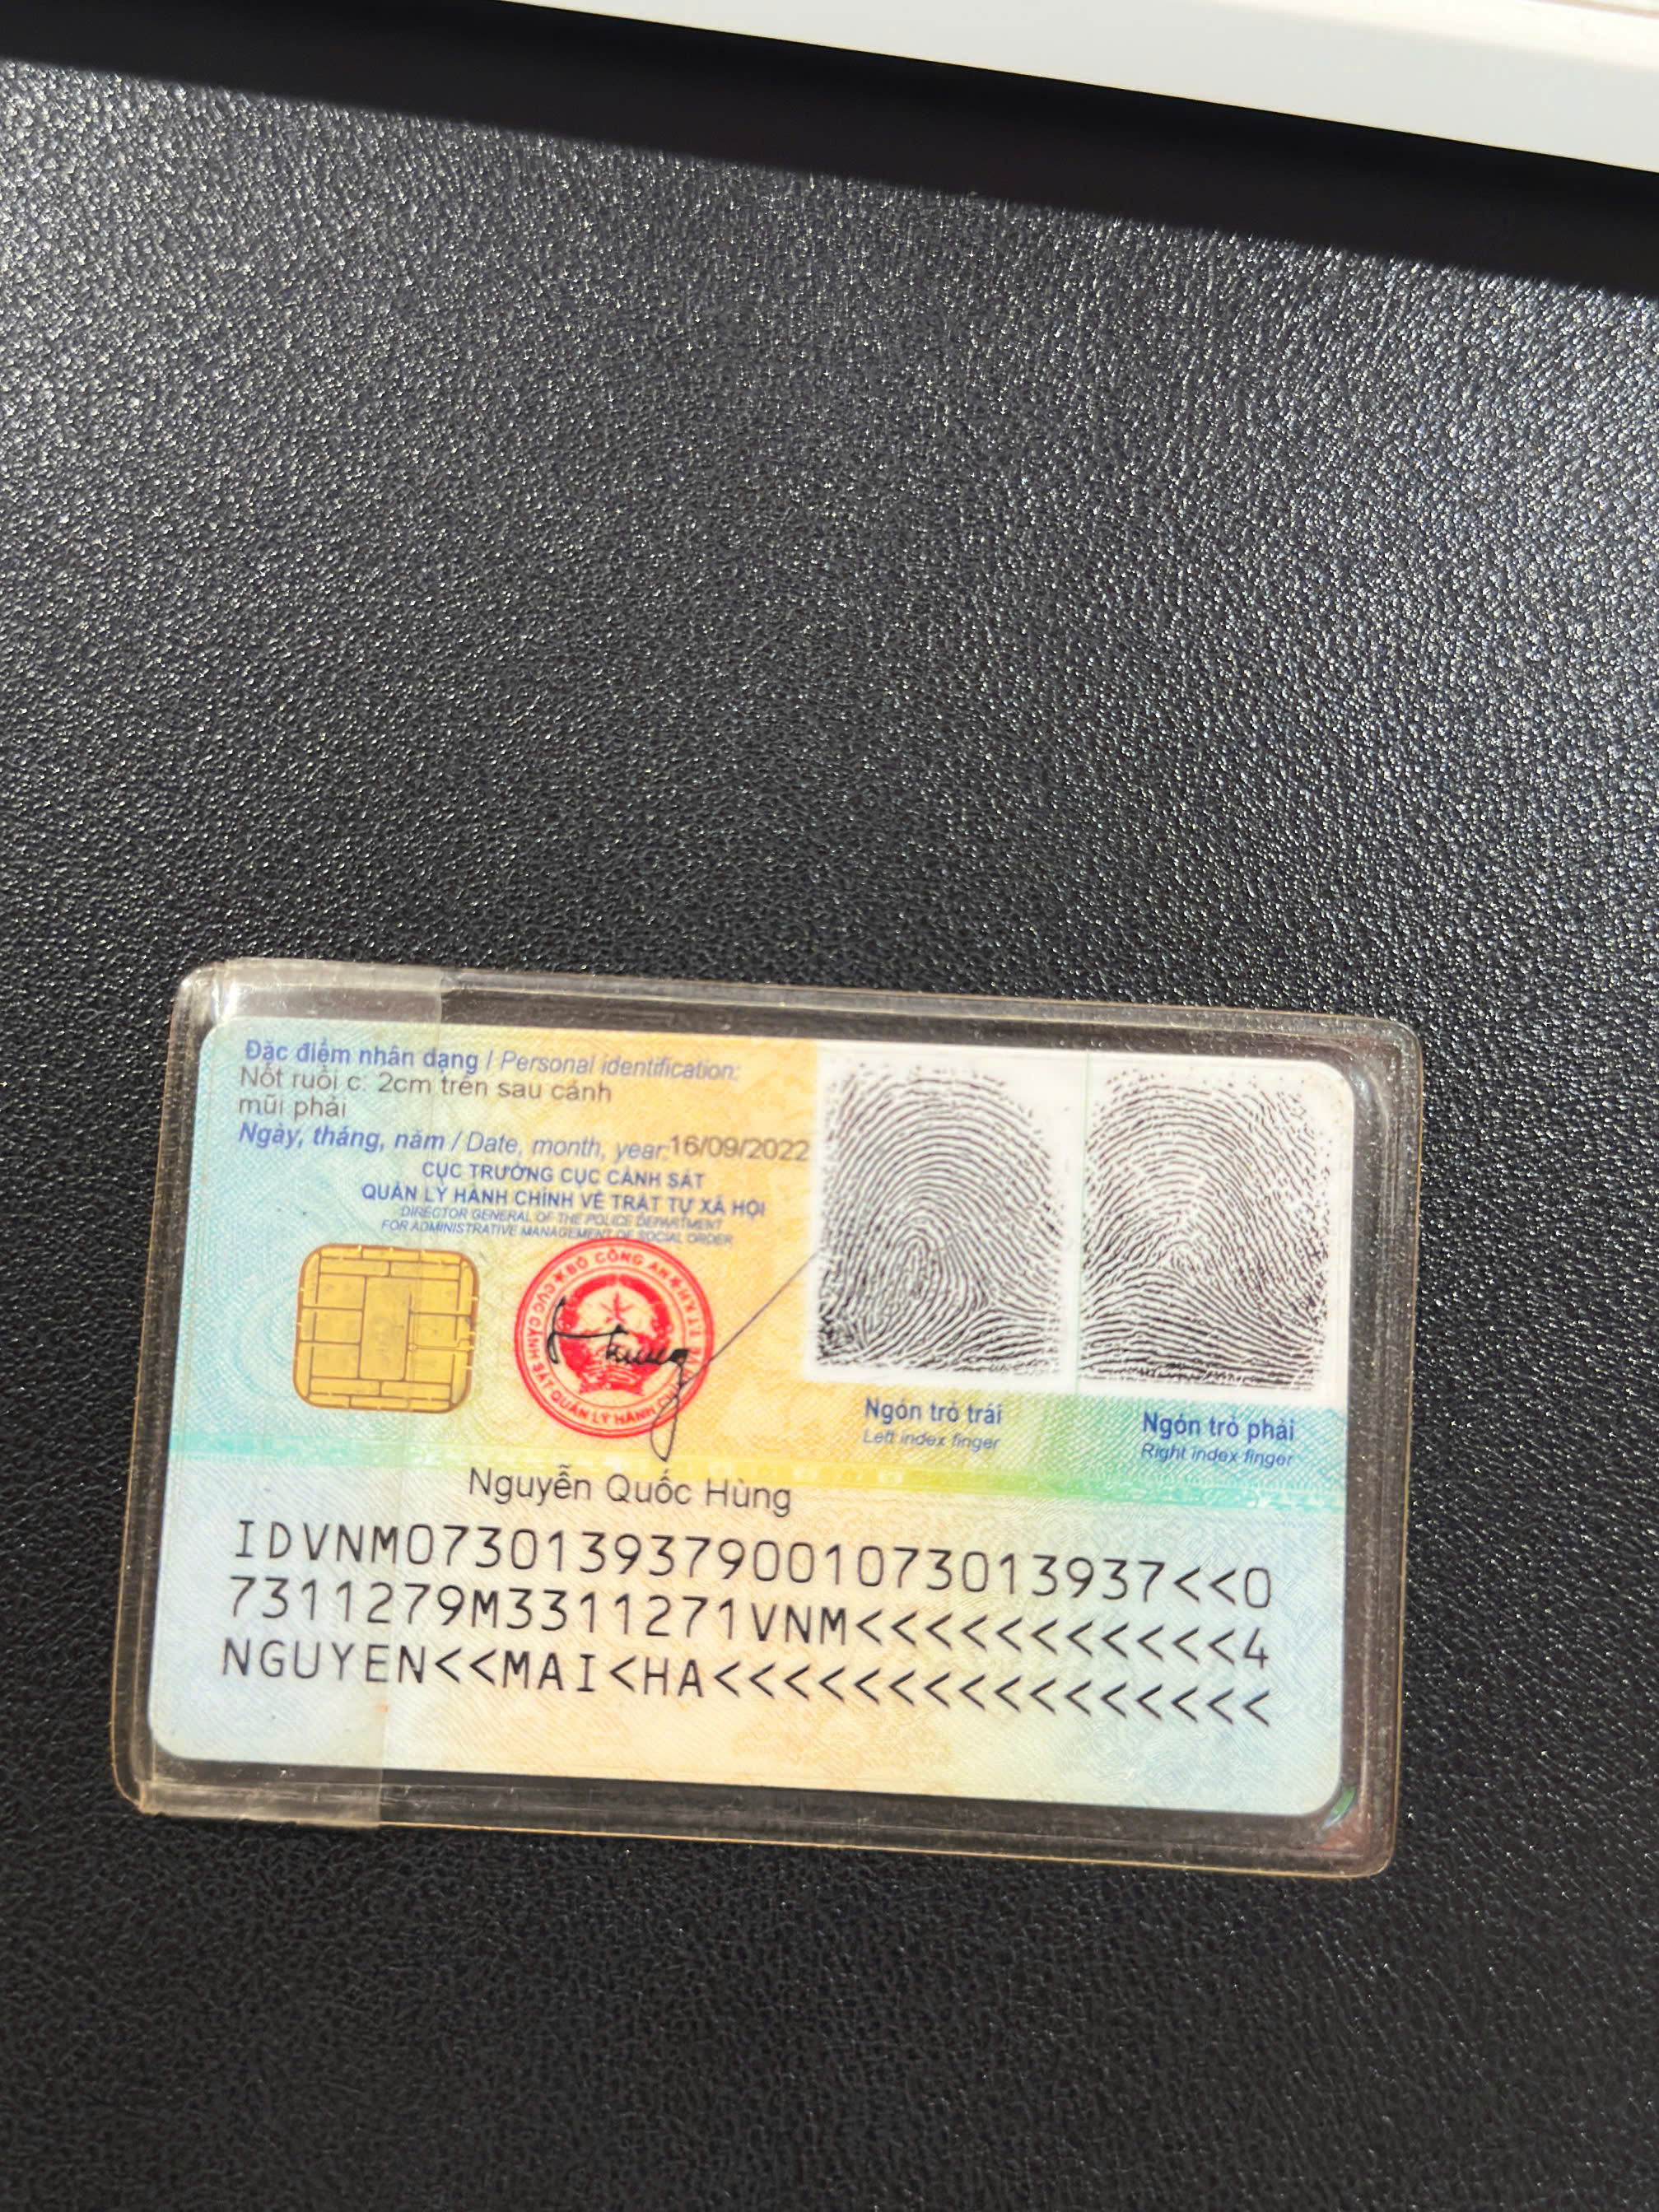 Đặc điểm nhân dạng / Personal identification:
Nốt ruồi c: 2cm trên sau cánh
mũi phải
Ngày, tháng, năm / Date, month, year: 16/09/2022
CỤC TRƯỞNG CỤC CẢNH SÁT
QUẢN LÝ HÀNH CHÍNH VỀ TRẬT TỰ XÃ HỘI
DIRECTOR GENERAL OF THE POLICE DEPARTMENT
FOR ADMINISTRATIVE MANAGEMENT OF SOCIAL ORDER
BỘ CÔNG AN
CỤC CẢNH SÁT QUẢN LÝ HÀNH
Ngón trỏ trái
Left index finger
Ngón trỏ phải
Right index finger
Nguyễn Quốc Hùng
IDVNM0730139379001073013937<<0
7311279M3311271VNM<<<<<<<<<<<4
NGUYEN<<MAI<HA<<<<<<<<<<<<<<<<